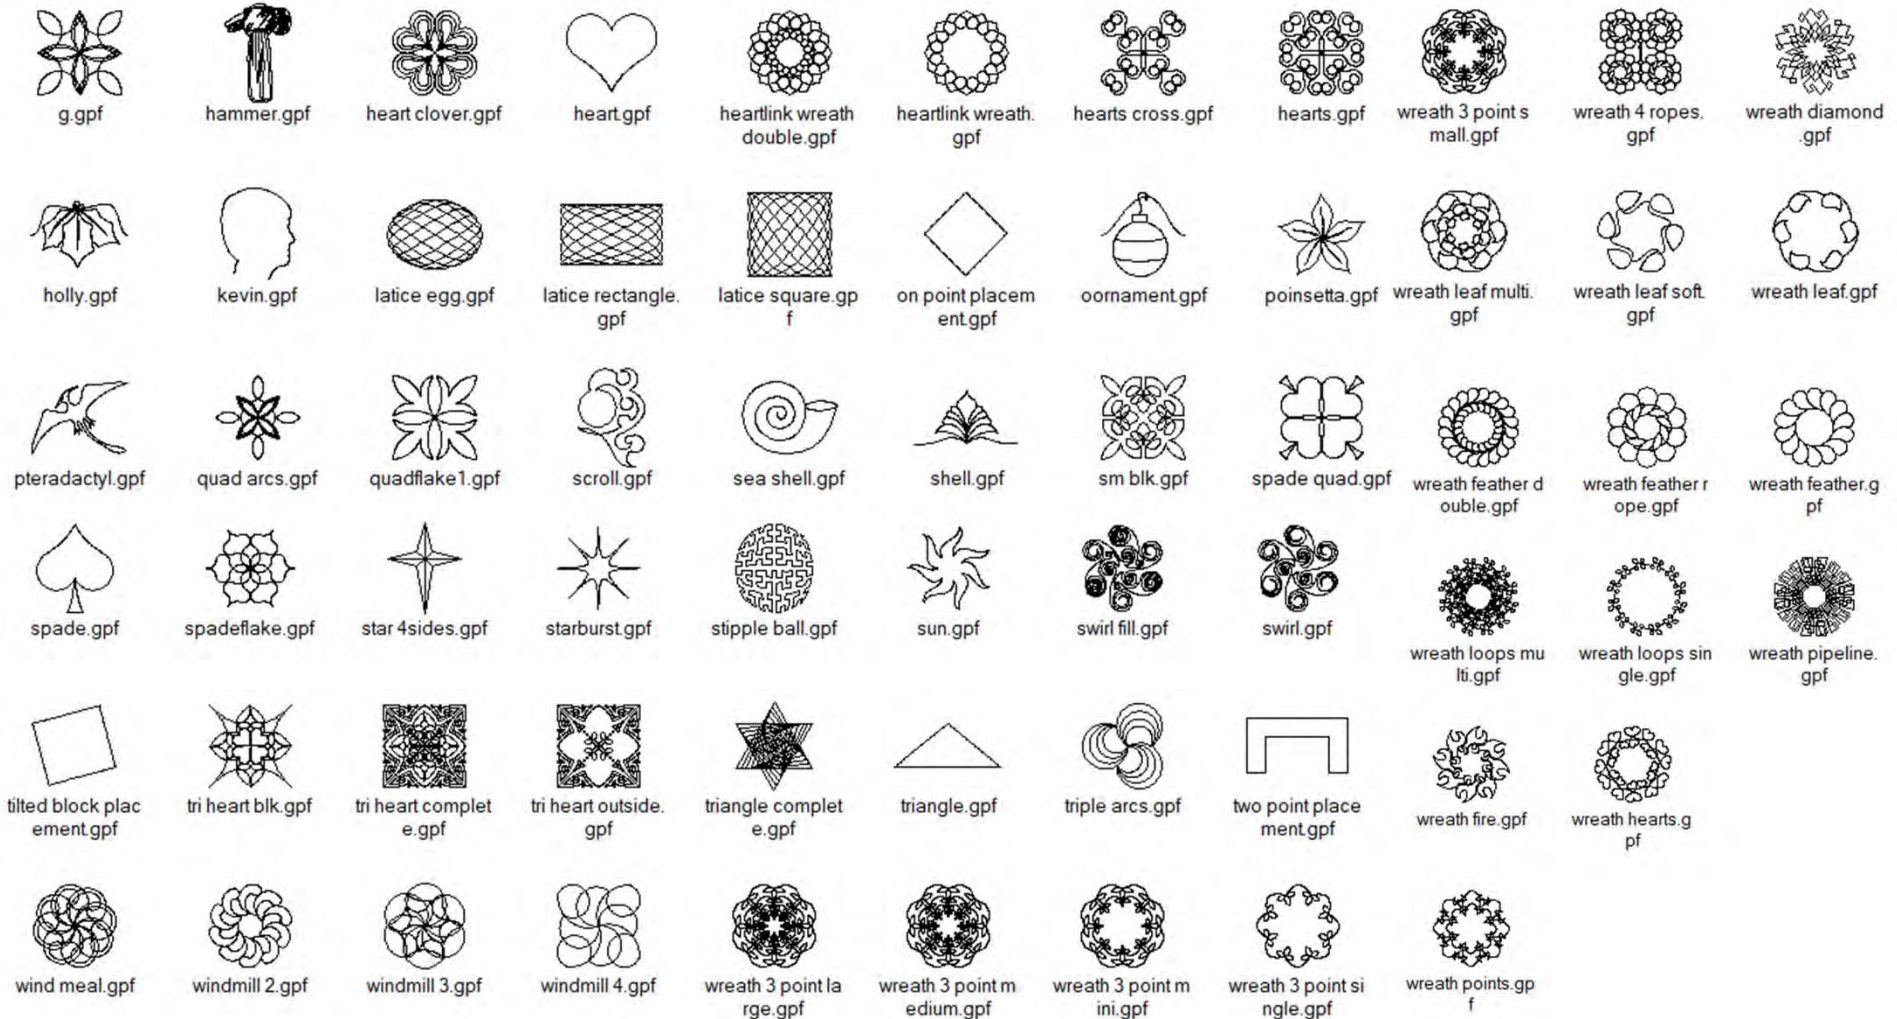 g.gpf
hammer.gpf
heart clover.gpf
heart.gpf
heartlink wreath
double.gpf
heartlink wreath.
gpf
hearts cross.gpf
hearts.gpf
wreath 3 point s
mall.gpf
wreath 4 ropes.
gpf
wreath diamond
.gpf
holly.gpf
kevin.gpf
latice egg.gpf
latice rectangle.
gpf
latice square.gp
f
on point placem
ent.gpf
oornament.gpf
poinsetta.gpf
wreath leaf multi.
gpf
wreath leaf soft.
gpf
wreath leaf.gpf
pteradactyl.gpf
quad arcs.gpf
quadflake1.gpf
scroll.gpf
sea shell.gpf
shell.gpf
sm blk.gpf
spade quad.gpf
wreath feather d
ouble.gpf
wreath feather r
ope.gpf
wreath feather.g
pf
spade.gpf
spadeflake.gpf
star 4sides.gpf
starburst.gpf
stipple ball.gpf
sun.gpf
swirl fill.gpf
swirl.gpf
wreath loops mu
lti.gpf
wreath loops sin
gle.gpf
wreath pipeline.
gpf
tilted block plac
ement.gpf
tri heart blk.gpf
tri heart complet
e.gpf
tri heart outside.
gpf
triangle complet
e.gpf
triangle.gpf
triple arcs.gpf
two point place
ment.gpf
wreath fire.gpf
wreath hearts.g
pf
wind meal.gpf
windmill 2.gpf
windmill 3.gpf
windmill 4.gpf
wreath 3 point la
rge.gpf
wreath 3 point m
edium.gpf
wreath 3 point m
ini.gpf
wreath 3 point si
ngle.gpf
wreath points.gp
f